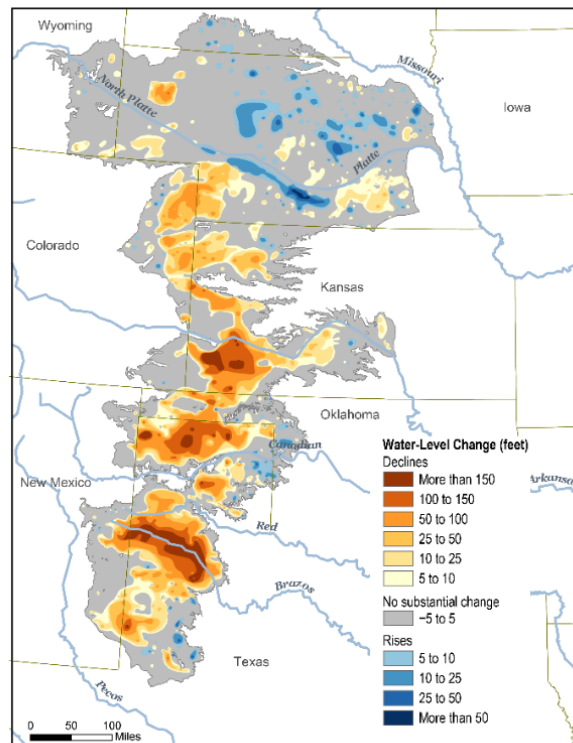 Wyoming
Missouri
North Platte
Iowa
Platte
Colorado
Kansas
Oklahoma
Canadian
New Mexico
Arkansa
Red
Brazos
Texas
Pecos
Water-Level Change (feet)
Declines
More than 150
100 to 150
50 to 100
25 to 50
10 to 25
5 to 10
No substantial change
−5 to 5
Rises
5 to 10
10 to 25
25 to 50
More than 50
0 50 100
Miles